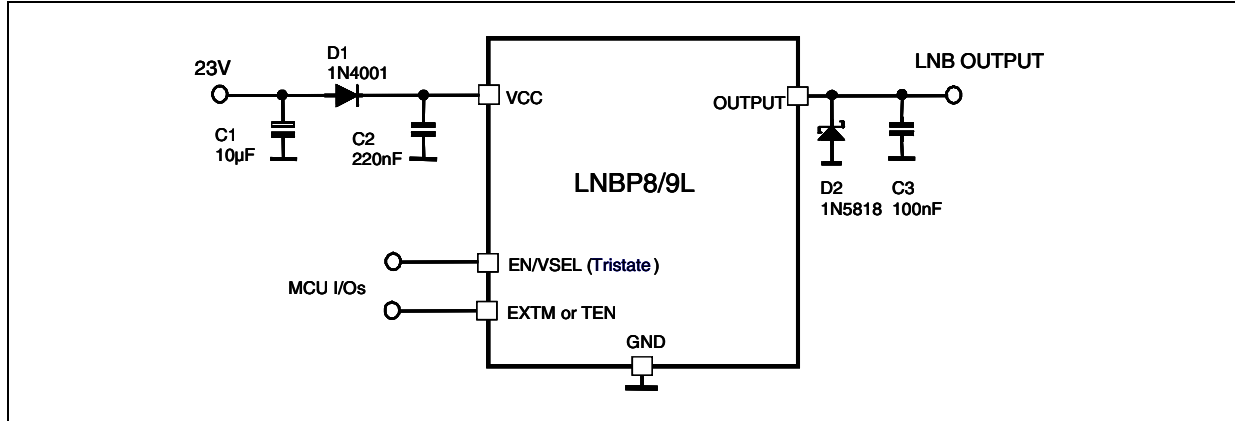 23V
D1
1N4001
C1
10µF
C2
220nF
VCC
OUTPUT
LNB OUTPUT
LNBP8/9L
D2
1N5818
C3
100nF
MCU I/Os
EN/VSEL (Tristate)
EXTM or TEN
GND